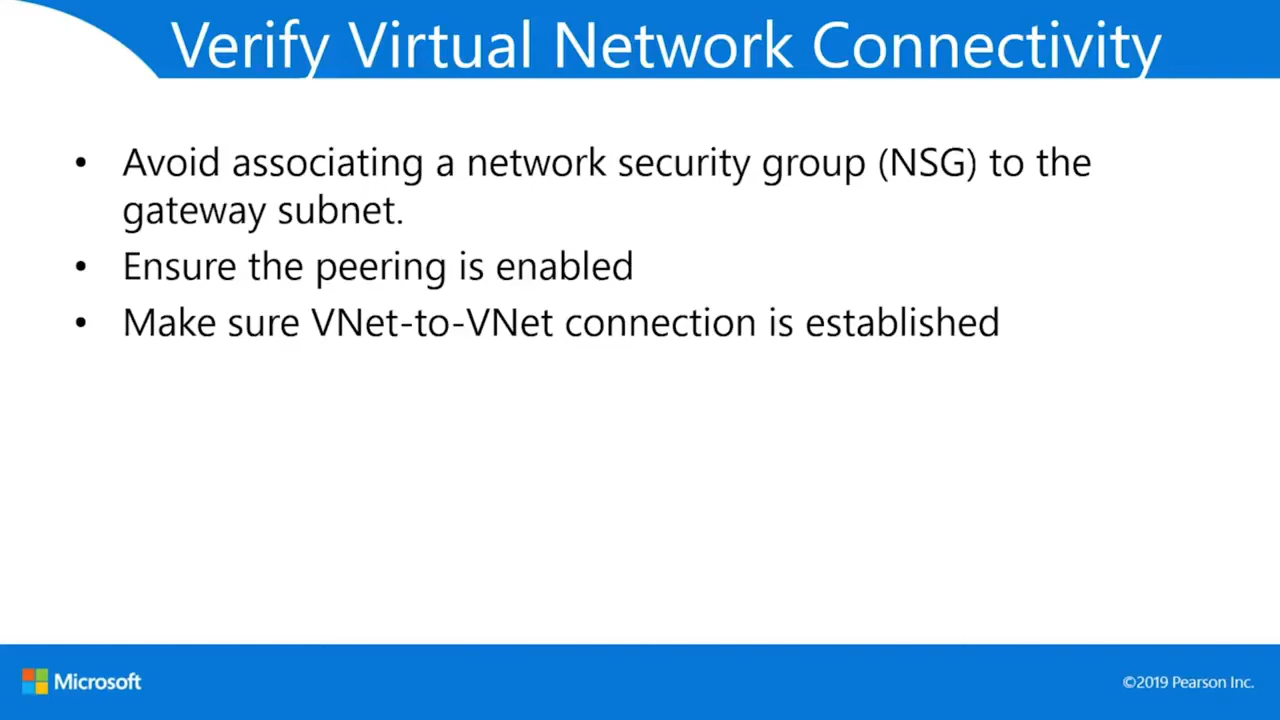 Verify Virtual Network Connectivity
• Avoid associating a network security group (NSG) to the
gateway subnet.
• Ensure the peering is enabled
• Make sure VNet-to-VNet connection is established
Microsoft
©2019 Pearson Inc.